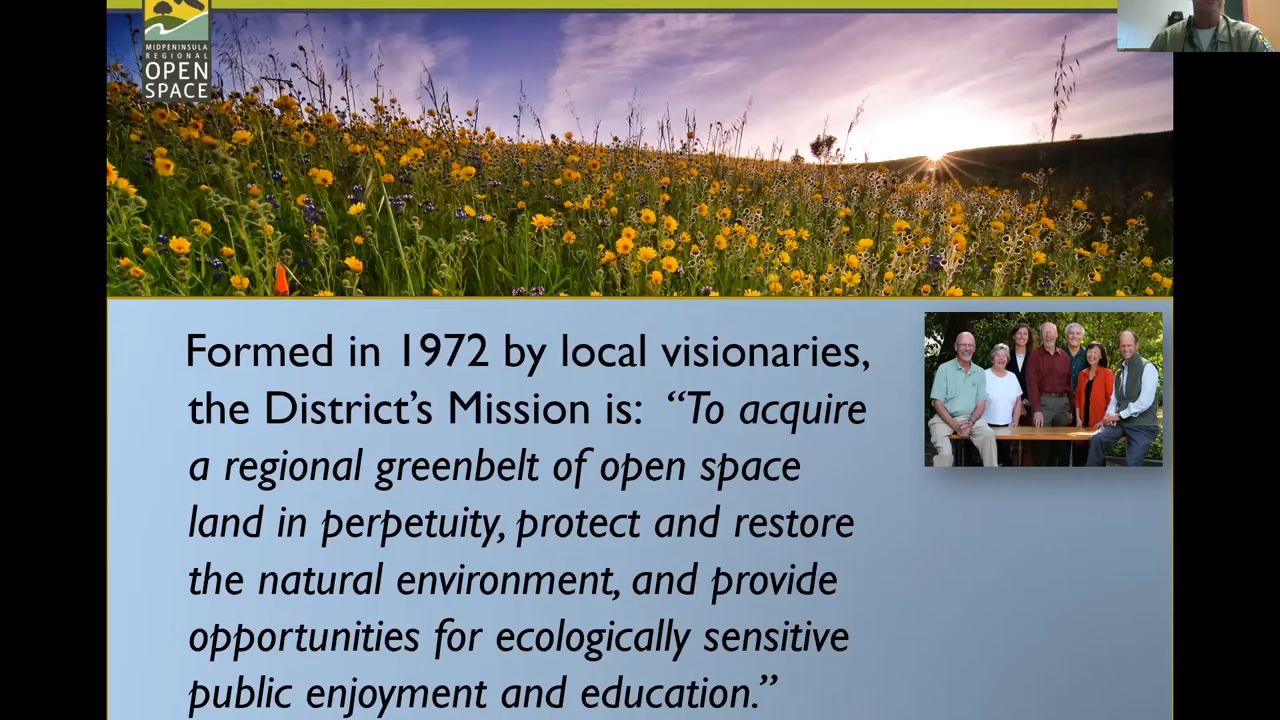 MIDPENINSULA
REGIONAL
OPEN
SPACE
Formed in 1972 by local visionaries,
the District’s Mission is: “To acquire
a regional greenbelt of open space
land in perpetuity, protect and restore
the natural environment, and provide
opportunities for ecologically sensitive
public enjoyment and education.”